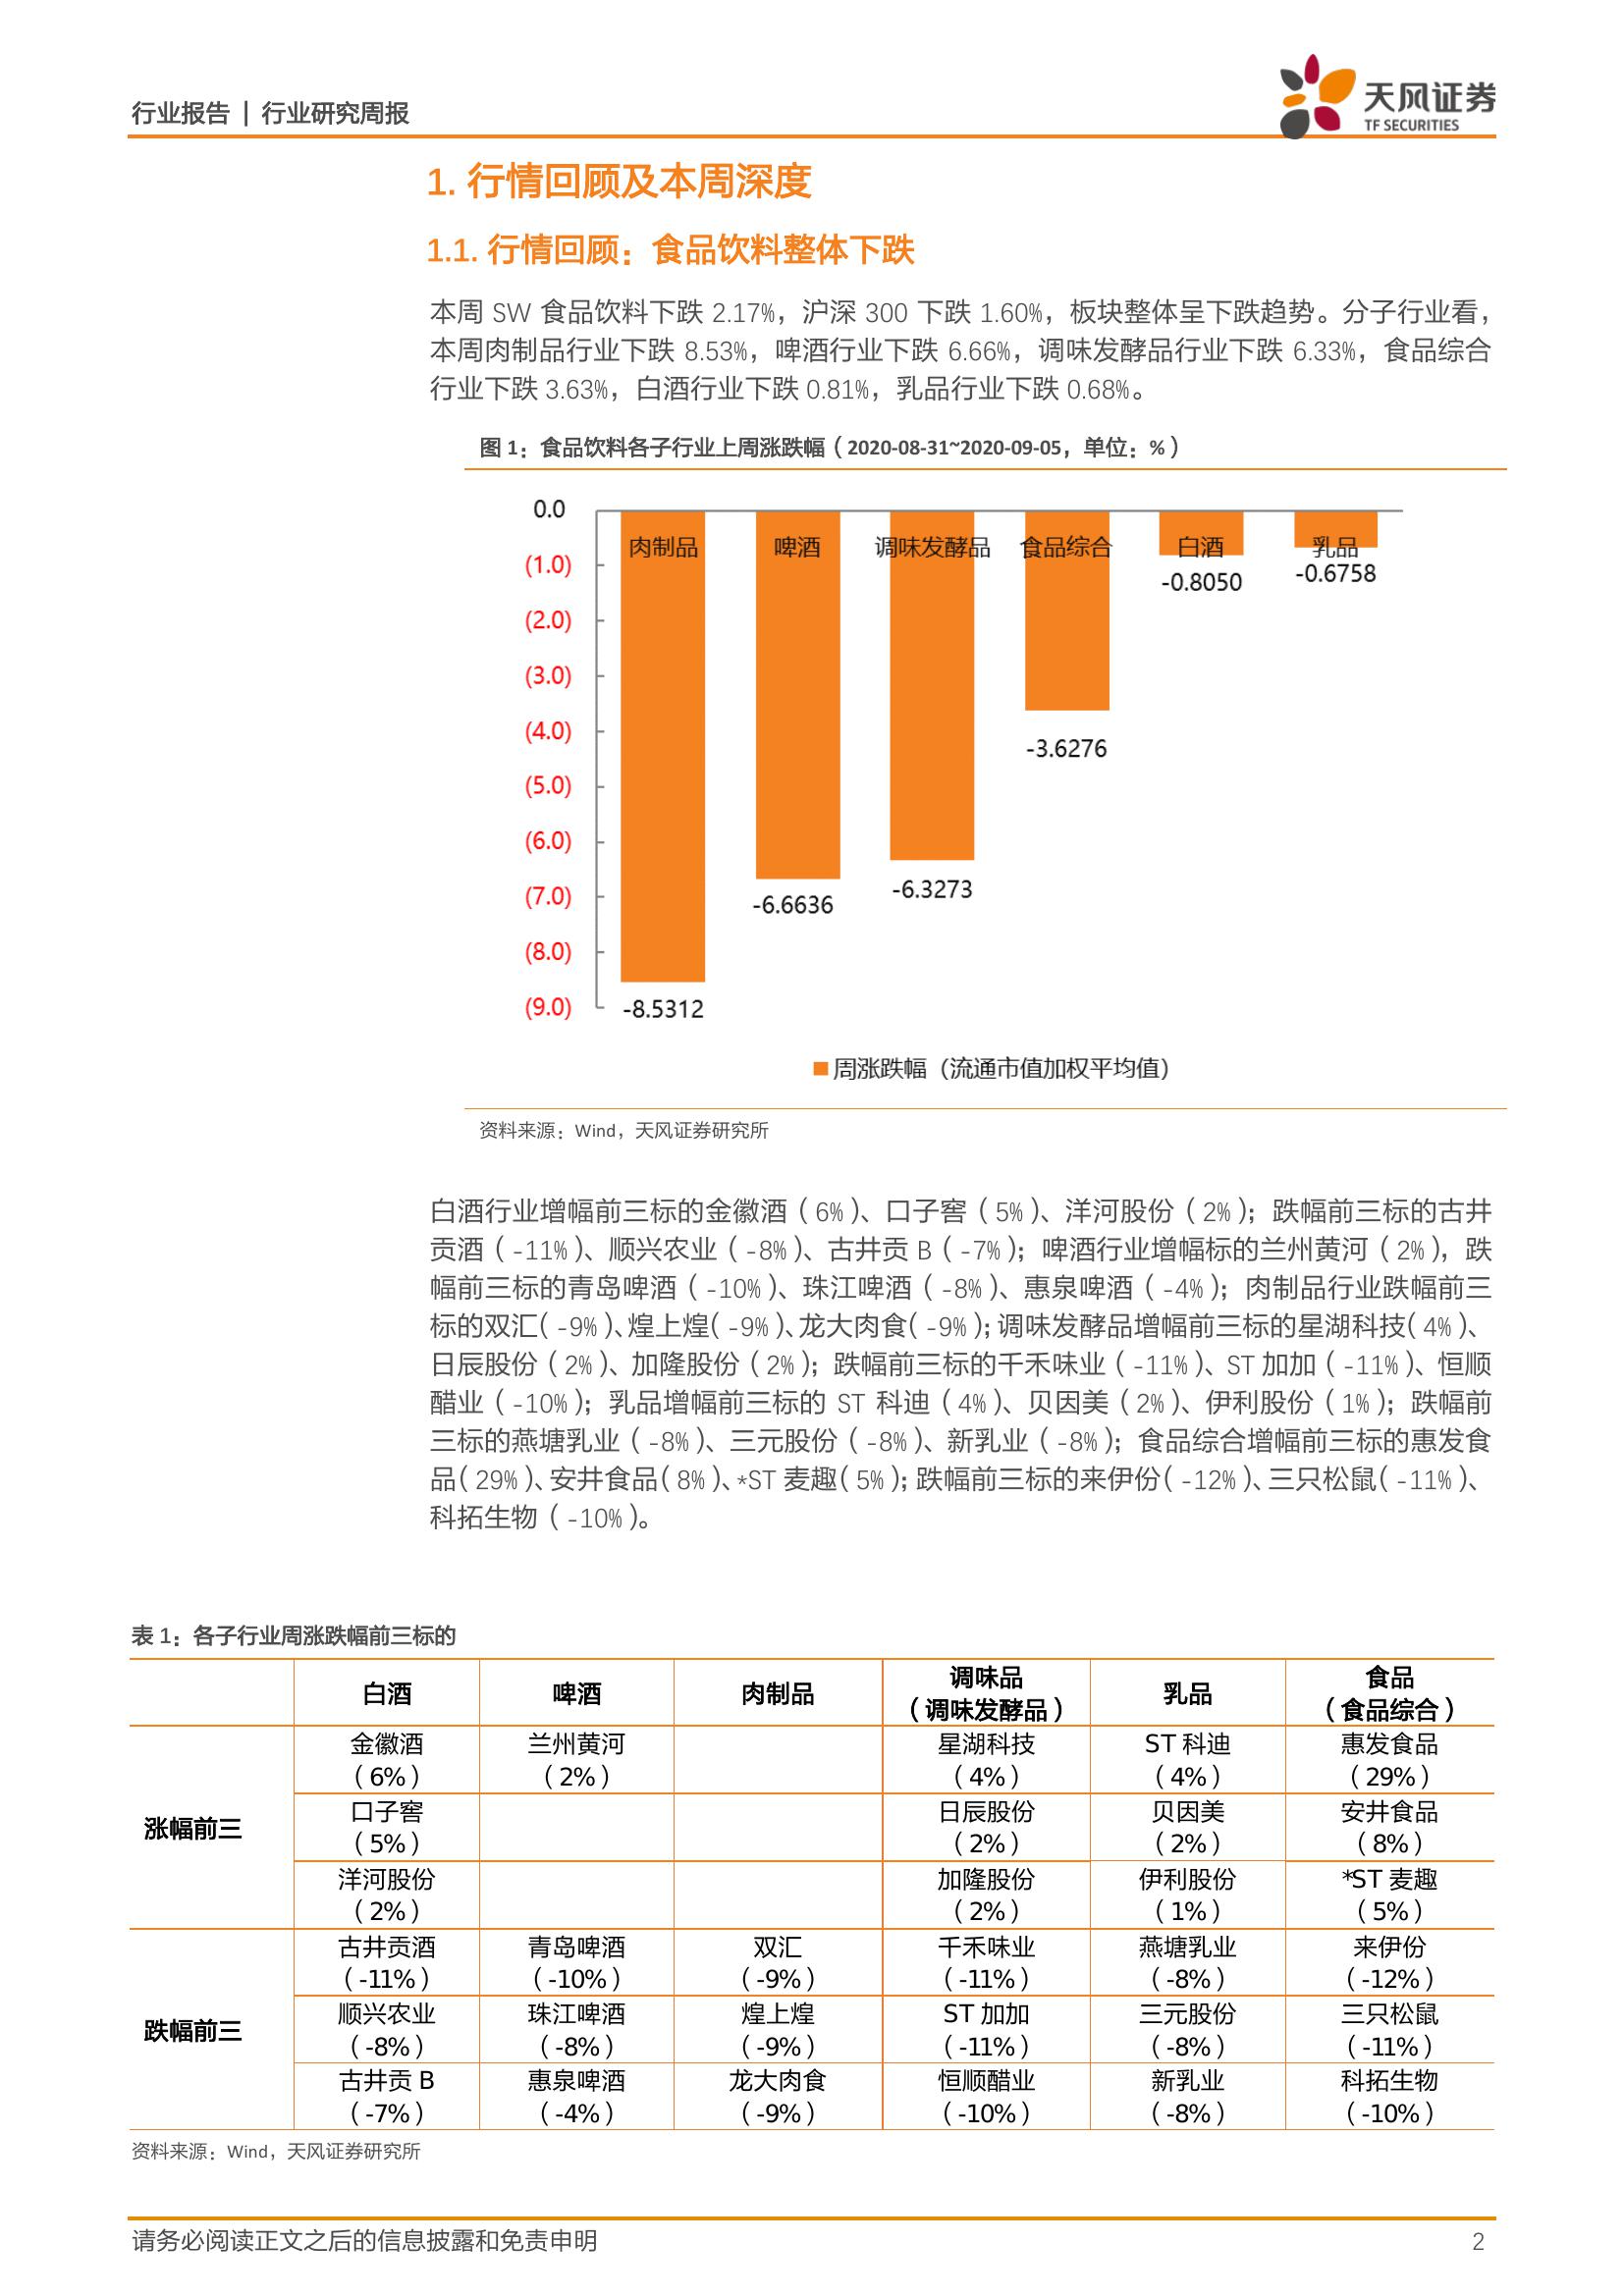 行业报告 | 行业研究周报
天风证券
TF SECURITIES
1. 行情回顾及本周深度
1.1. 行情回顾：食品饮料整体下跌
本周 SW 食品饮料下跌 2.17%，沪深 300 下跌 1.60%，板块整体呈下跌趋势。分子行业看，
本周肉制品行业下跌 8.53%，啤酒行业下跌 6.66%，调味发酵品行业下跌 6.33%，食品综合
行业下跌 3.63%，白酒行业下跌 0.81%，乳品行业下跌 0.68%。
图 1：食品饮料各子行业上周涨跌幅（2020-08-31~2020-09-05，单位：%）
0.0
(1.0)
(2.0)
(3.0)
(4.0)
(5.0)
(6.0)
(7.0)
(8.0)
(9.0)
肉制品 啤酒 调味发酵品 食品综合 白酒 乳品
-8.5312
-6.6636
-6.3273
-3.6276
-0.8050
-0.6758
周涨跌幅（流通市值加权平均值）
资料来源：Wind，天风证券研究所
白酒行业增幅前三标的金徽酒（6%）、口子窖（5%）、洋河股份（2%）；跌幅前三标的古井
贡酒（-11%）、顺兴农业（-8%）、古井贡 B（-7%）；啤酒行业增幅标的兰州黄河（2%），跌
幅前三标的青岛啤酒（-10%）、珠江啤酒（-8%）、惠泉啤酒（-4%）；肉制品行业跌幅前三
标的双汇（-9%）、煌上煌（-9%）、龙大肉食（-9%）；调味发酵品增幅前三标的星湖科技（4%）、
日辰股份（2%）、加隆股份（2%）；跌幅前三标的千禾味业（-11%）、ST 加加（-11%）、恒顺
醋业（-10%）；乳品增幅前三标的 ST 科迪（4%）、贝因美（2%）、伊利股份（1%）；跌幅前
三标的燕塘乳业（-8%）、三元股份（-8%）、新乳业（-8%）；食品综合增幅前三标的惠发食
品（29%）、安井食品（8%）、*ST 麦趣（5%）；跌幅前三标的来伊份（-12%）、三只松鼠（-11%）、
科拓生物（-10%）。
表 1：各子行业周涨跌幅前三标的
白酒 啤酒 肉制品 调味品 乳品 食品
（调味发酵品） （食品综合）
涨幅前三
金徽酒 兰州黄河 星湖科技 ST 科迪 惠发食品
（6%） （2%） （4%） （4%） （29%）
口子窖 日辰股份 贝因美 安井食品
（5%） （2%） （2%） （8%）
洋河股份 加隆股份 伊利股份 *ST 麦趣
（2%） （2%） （1%） （5%）
跌幅前三
古井贡酒 青岛啤酒 双汇 千禾味业 燕塘乳业 来伊份
（-11%） （-10%） （-9%） （-11%） （-8%） （-12%）
顺兴农业 珠江啤酒 煌上煌 ST 加加 三元股份 三只松鼠
（-8%） （-8%） （-9%） （-11%） （-8%） （-11%）
古井贡 B 惠泉啤酒 龙大肉食 恒顺醋业 新乳业 科拓生物
（-7%） （-4%） （-9%） （-10%） （-8%） （-10%）
资料来源：Wind，天风证券研究所
请务必阅读正文之后的信息披露和免责申明 2